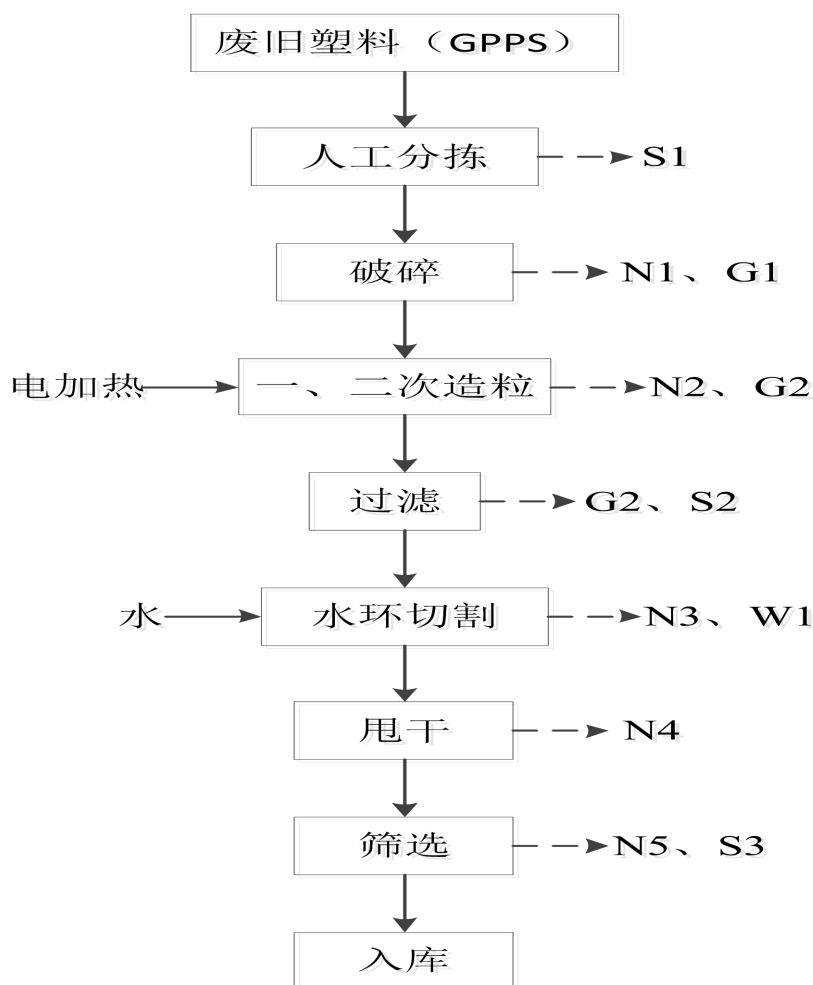 废旧塑料（GPPS）
人工分拣 S1
破碎 N1、G1
电加热 一、二次造粒 N2、G2
过滤 G2、S2
水 水环切割 N3、W1
甩干 N4
筛选 N5、S3
入库